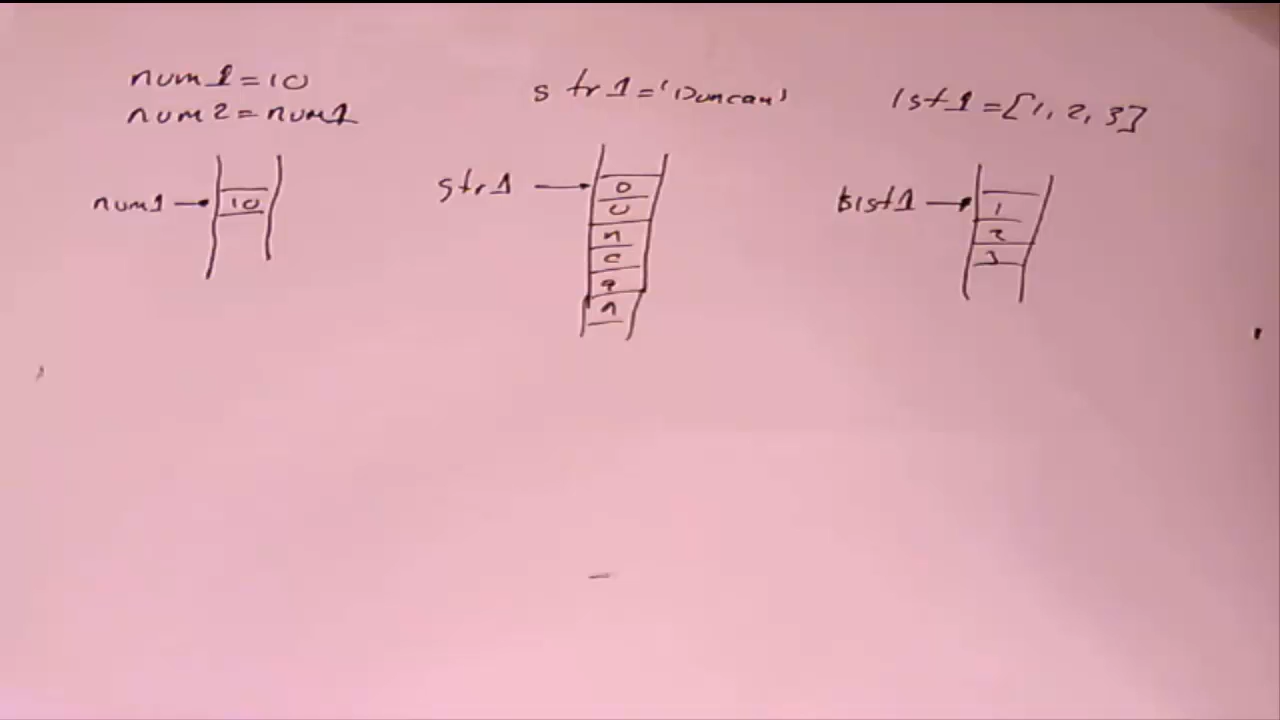 num1=10
num2=num1
num1
10
str1='Duncan'
str1
D
u
n
c
a
n
lst1=[1, 2, 3]
list1
1
2
3